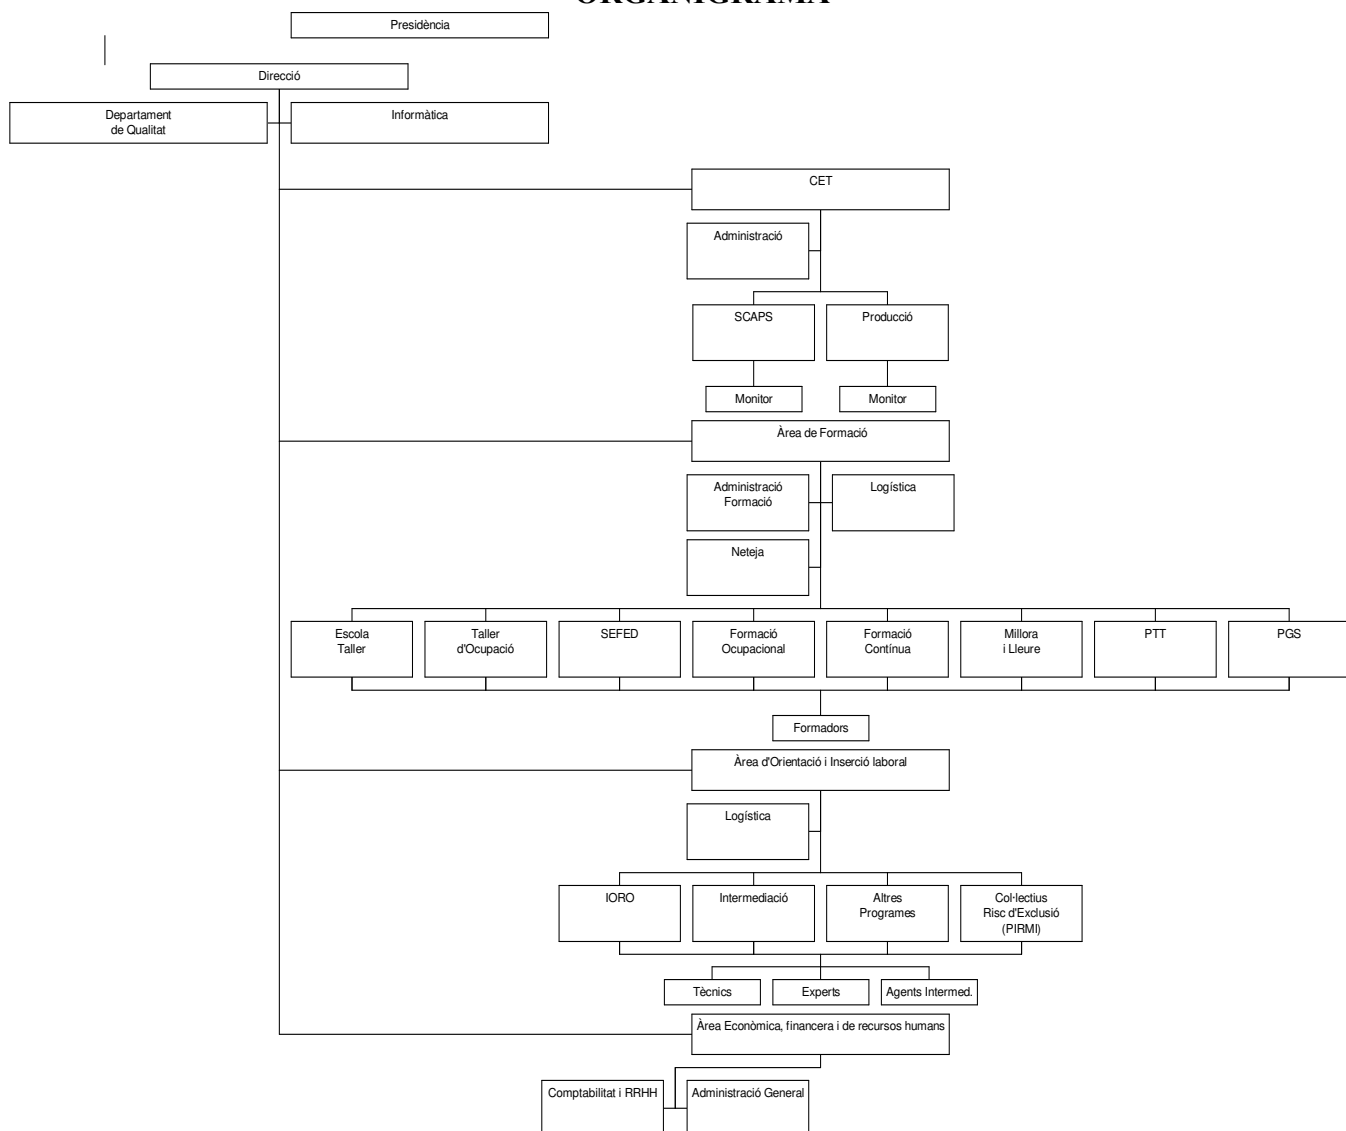 ORGANIGRAMA
Presidència
Direcció
Departament
de Qualitat
Informàtica
CET
Administració
SCAPS
Producció
Monitor
Monitor
Àrea de Formació
Administració
Formació
Logística
Neteja
Escola
Taller
Taller
d'Ocupació
SEFED
Formació
Ocupacional
Formació
Contínua
Millora
i Lleure
PTT
PGS
Formadors
Àrea d'Orientació i Inserció laboral
Logística
IORO
Intermediació
Altres
Programes
Col·lectius
Risc d'Exclusió
(PIRMI)
Tècnics
Experts
Agents Intermed.
Àrea Econòmica, financera i de recursos humans
Comptabilitat i RRHH
Administració General